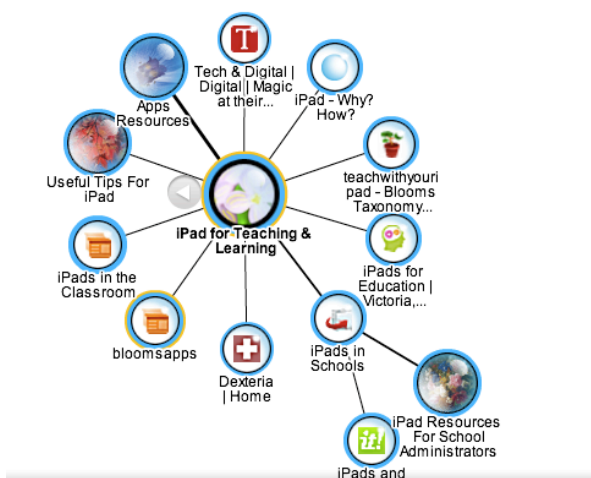 T
Tech & Digital |
Digital | Magic
at their...
iPad - Why?
How?
Apps
Resources
teachwithyouri
pad - Blooms
Taxonomy...
Useful Tips For
iPad
iPad for Teaching &
Learning
iPads for
Education |
Victoria,...
iPads in the
Classroom
bloomsapps
iPads in
Schools
Dexteria
| Home
iPad Resources
For School
Administrators
it!
iPads and